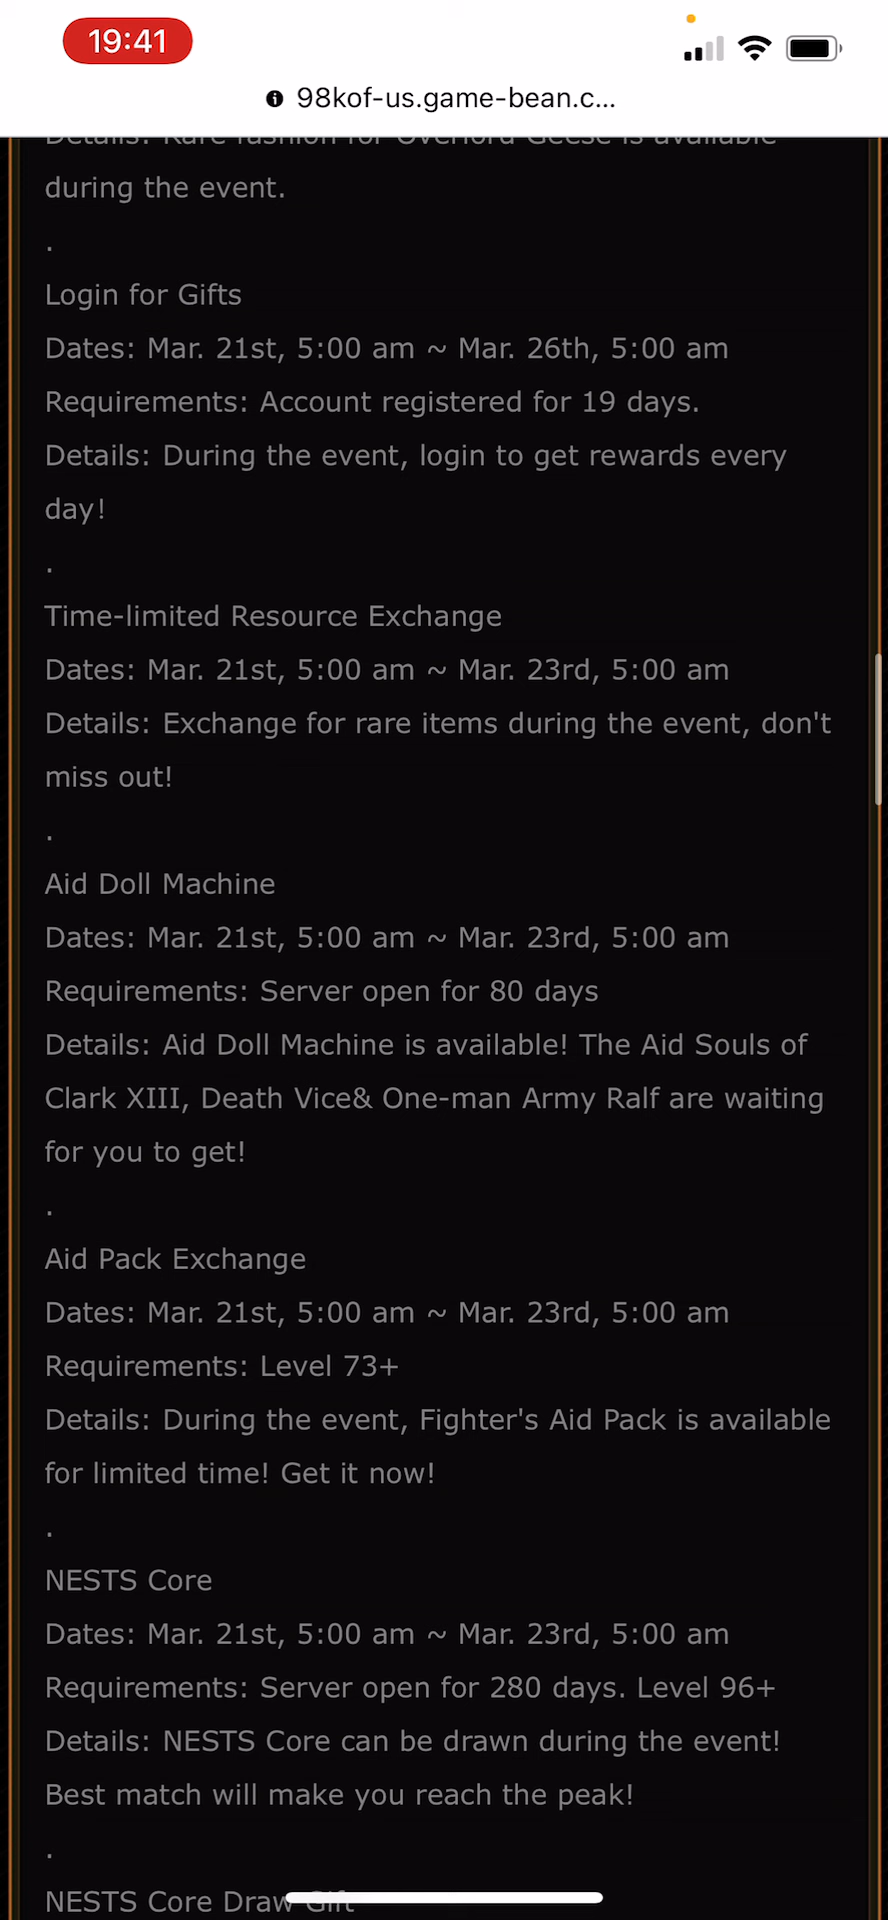 19:41
98kof-us.game-bean.c...
Details: Rare fashion for Overlord Geese is available
during the event.
.
Login for Gifts
Dates: Mar. 21st, 5:00 am ~ Mar. 26th, 5:00 am
Requirements: Account registered for 19 days.
Details: During the event, login to get rewards every
day!
.
Time-limited Resource Exchange
Dates: Mar. 21st, 5:00 am ~ Mar. 23rd, 5:00 am
Details: Exchange for rare items during the event, don't
miss out!
.
Aid Doll Machine
Dates: Mar. 21st, 5:00 am ~ Mar. 23rd, 5:00 am
Requirements: Server open for 80 days
Details: Aid Doll Machine is available! The Aid Souls of
Clark XIII, Death Vice& One-man Army Ralf are waiting
for you to get!
.
Aid Pack Exchange
Dates: Mar. 21st, 5:00 am ~ Mar. 23rd, 5:00 am
Requirements: Level 73+
Details: During the event, Fighter's Aid Pack is available
for limited time! Get it now!
.
NESTS Core
Dates: Mar. 21st, 5:00 am ~ Mar. 23rd, 5:00 am
Requirements: Server open for 280 days. Level 96+
Details: NESTS Core can be drawn during the event!
Best match will make you reach the peak!
.
NESTS Core Draw Gift